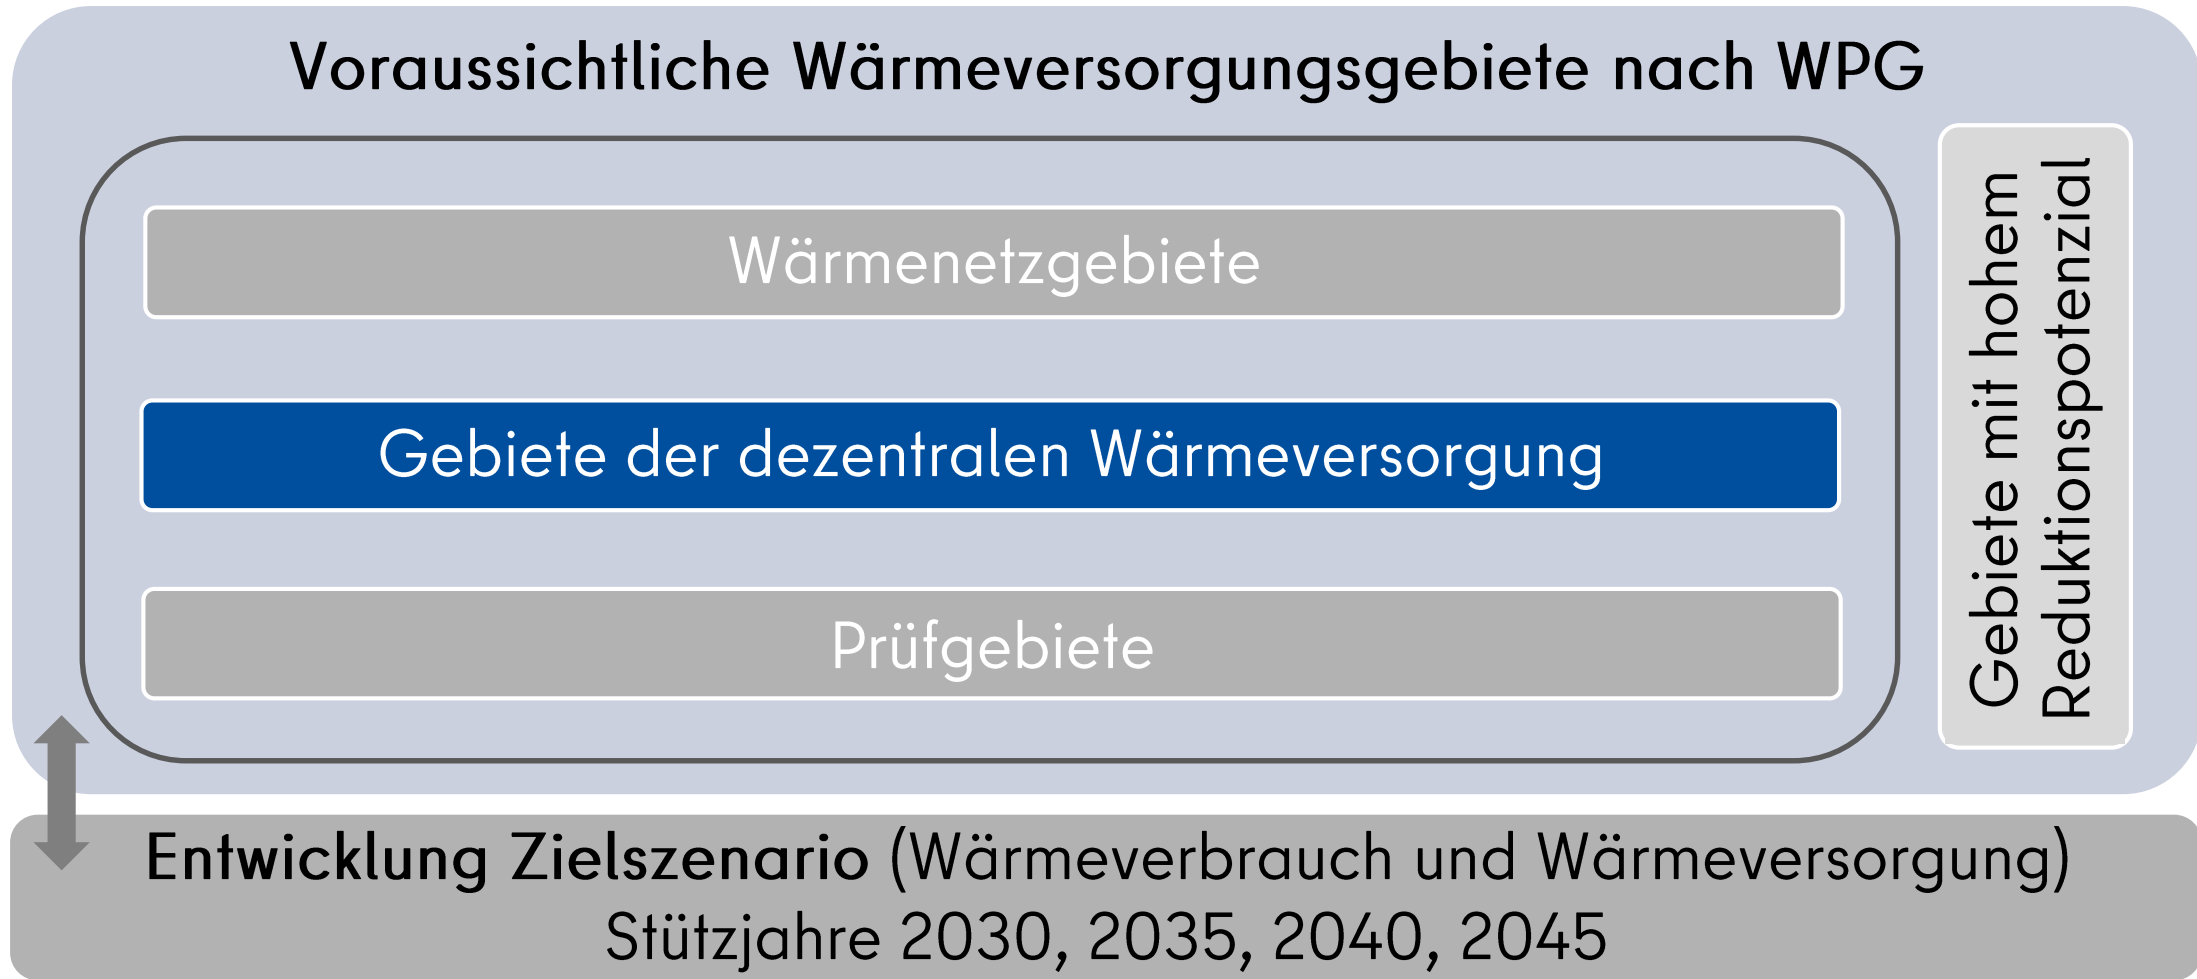 Voraussichtliche Wärmeversorgungsgebiete nach WPG
Wärmenetzgebiete
Gebiete der dezentralen Wärmeversorgung
Prüfgebiete
Gebiete mit hohem
Reduktionspotenzial
Entwicklung Zielszenario (Wärmeverbrauch und Wärmeversorgung)
Stützjahre 2030, 2035, 2040, 2045